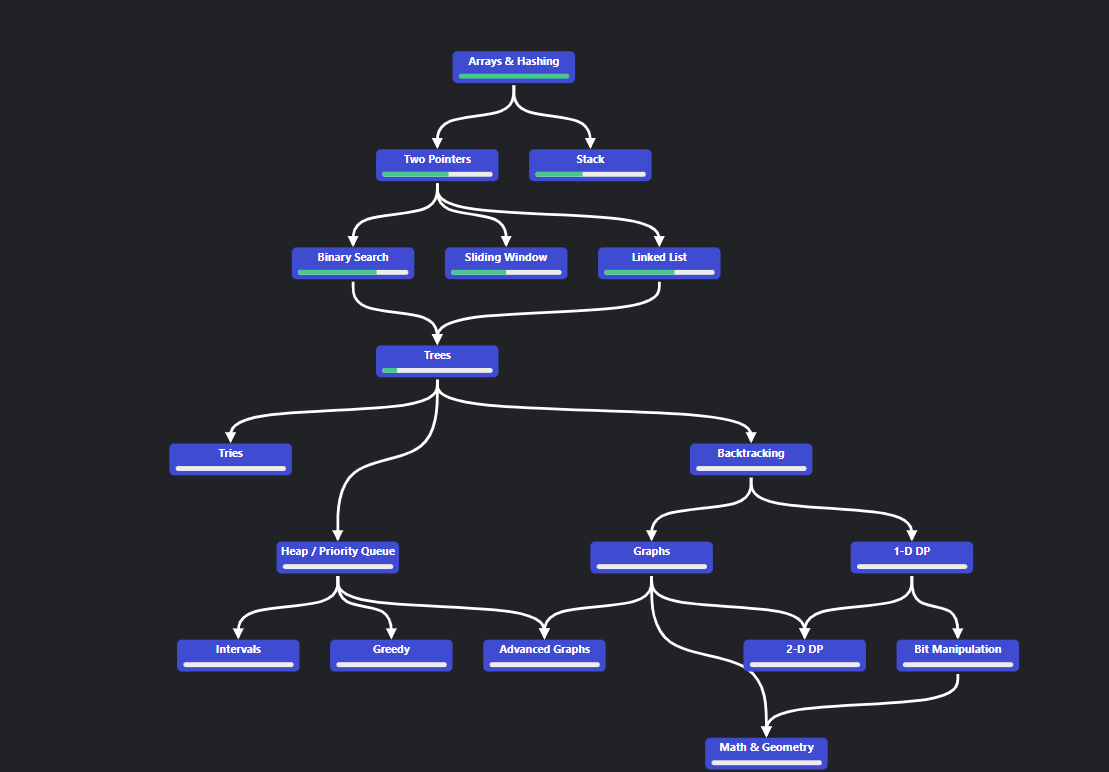 Arrays & Hashing
Two Pointers
Stack
Binary Search
Sliding Window
Linked List
Trees
Tries
Backtracking
Heap / Priority Queue
Graphs
1-D DP
Intervals
Greedy
Advanced Graphs
2-D DP
Bit Manipulation
Math & Geometry